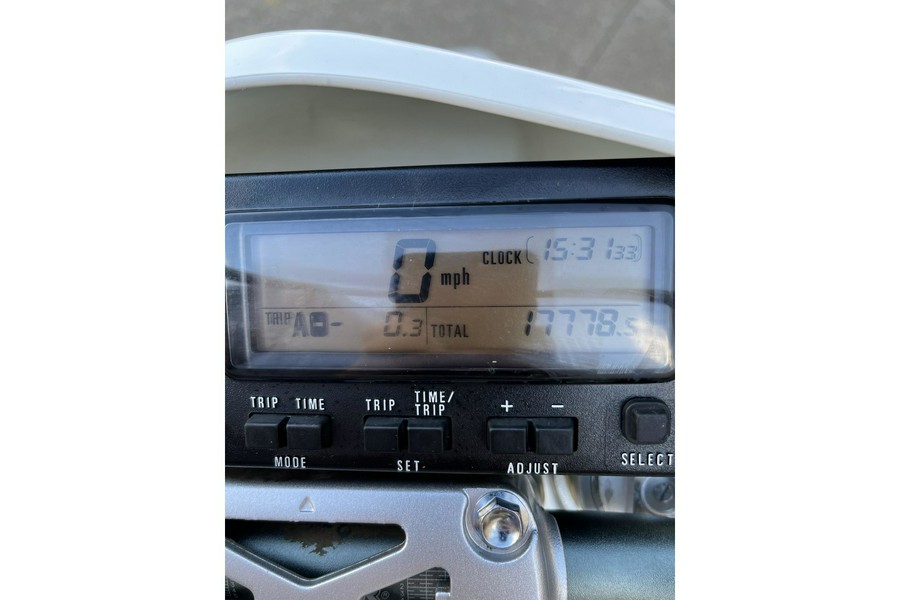 0 mph
CLOCK 15:31 33
TRIP A 0.3
TOTAL 17778.5
TRIP TIME
TRIP TIME/
TRIP
+ -
MODE
SET
ADJUST
SELECT